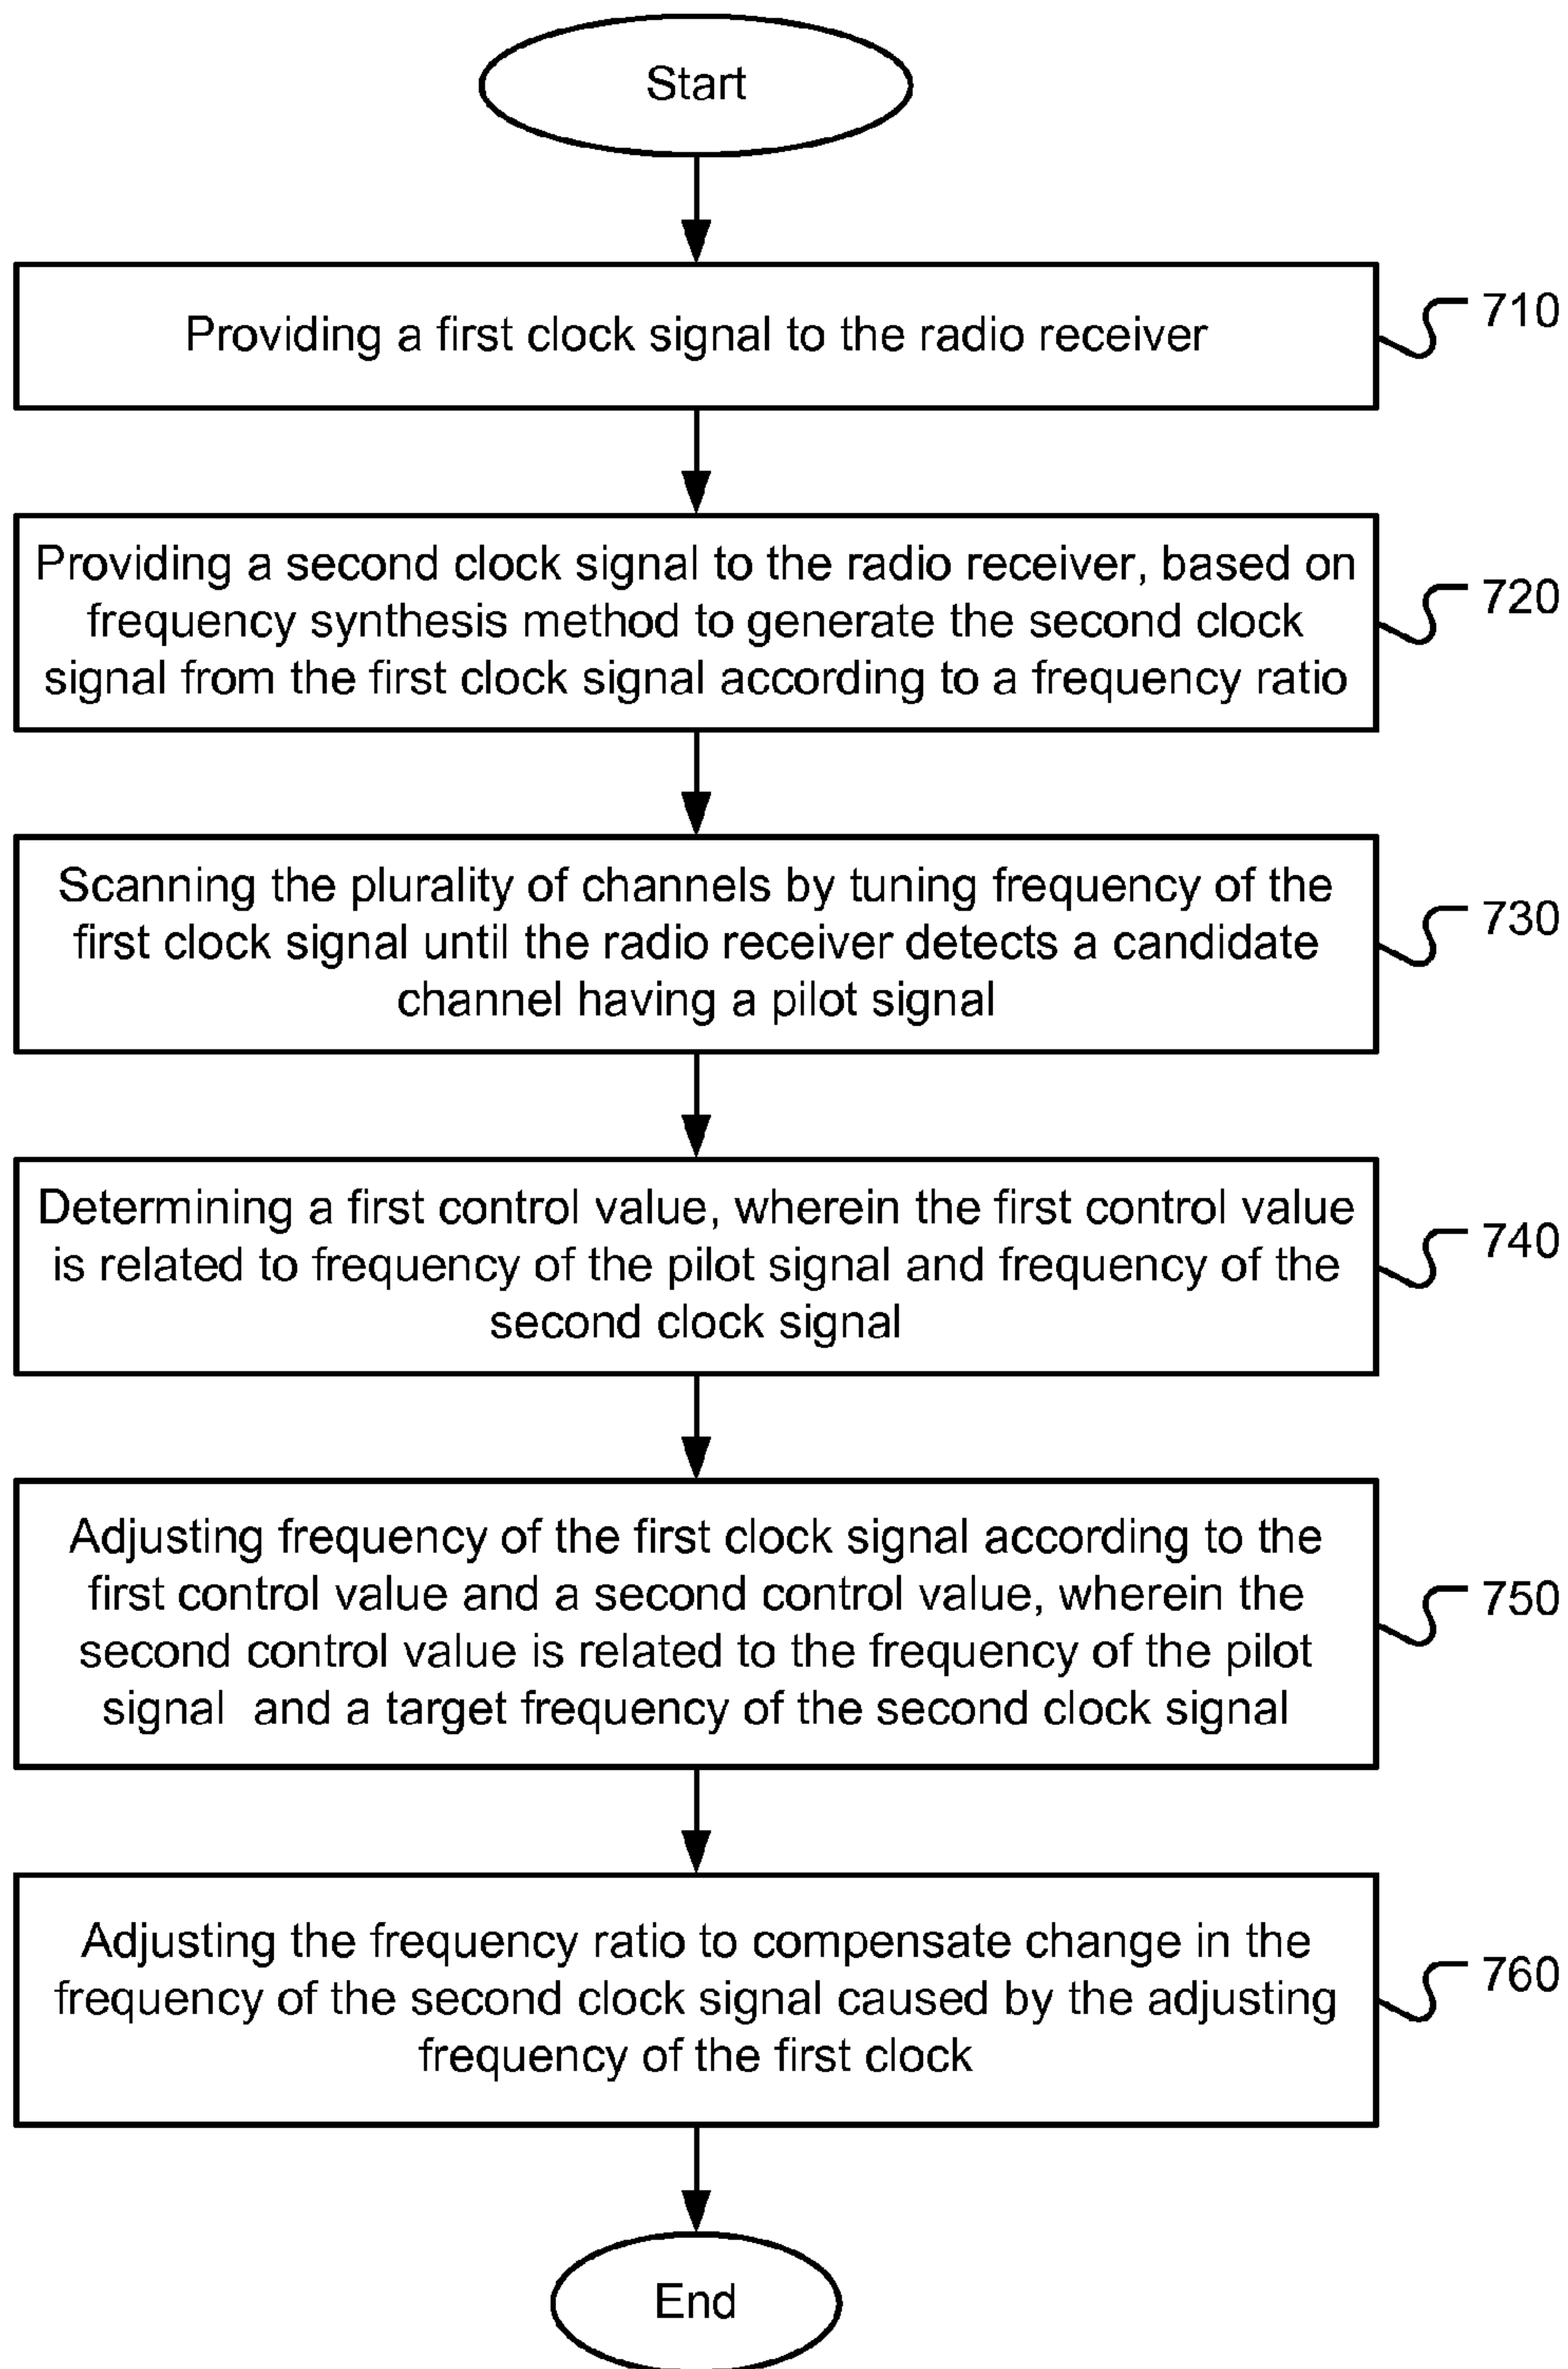 Start
Providing a first clock signal to the radio receiver
710
Providing a second clock signal to the radio receiver, based on
frequency synthesis method to generate the second clock
signal from the first clock signal according to a frequency ratio
720
Scanning the plurality of channels by tuning frequency of the
first clock signal until the radio receiver detects a candidate
channel having a pilot signal
730
Determining a first control value, wherein the first control value
is related to frequency of the pilot signal and frequency of the
second clock signal
740
Adjusting frequency of the first clock signal according to the
first control value and a second control value, wherein the
second control value is related to the frequency of the pilot
signal  and a target frequency of the second clock signal
750
Adjusting the frequency ratio to compensate change in the
frequency of the second clock signal caused by the adjusting
frequency of the first clock
760
End